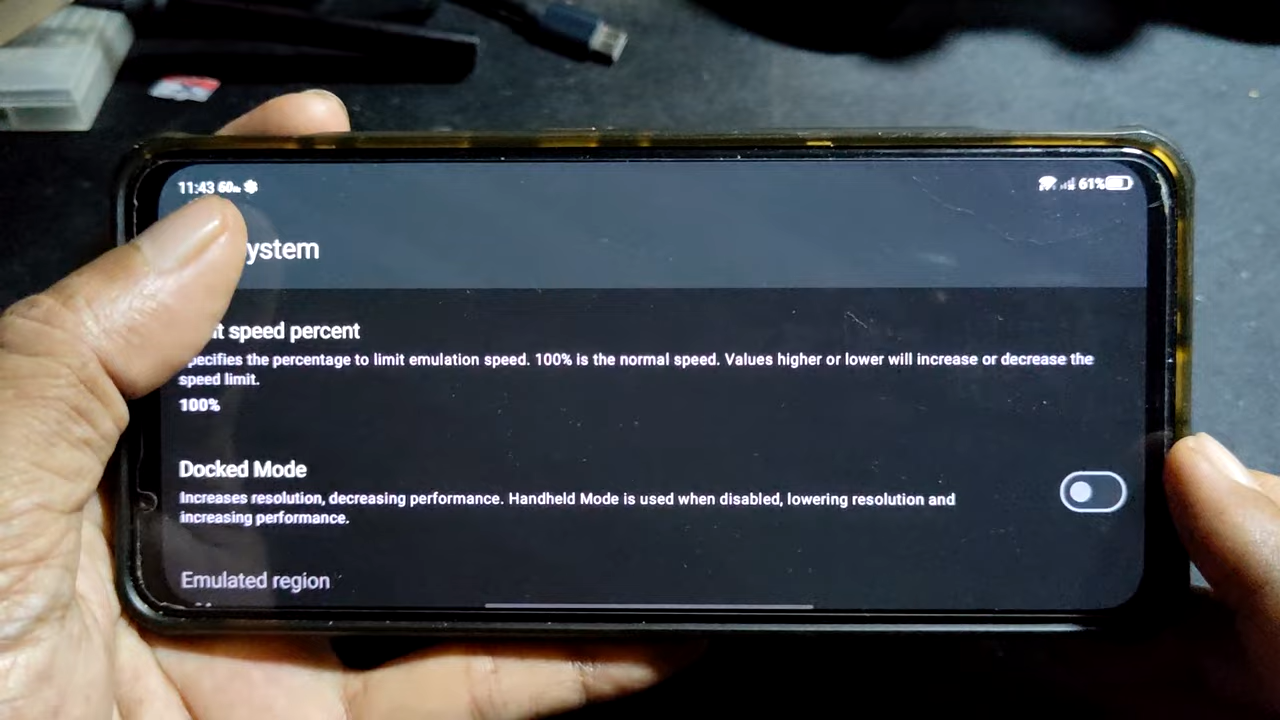 11:43
61%
ystem
speed percent
Specifies the percentage to limit emulation speed. 100% is the normal speed. Values higher or lower will increase or decrease the
speed limit.
100%
Docked Mode
Increases resolution, decreasing performance. Handheld Mode is used when disabled, lowering resolution and
increasing performance.
Emulated region